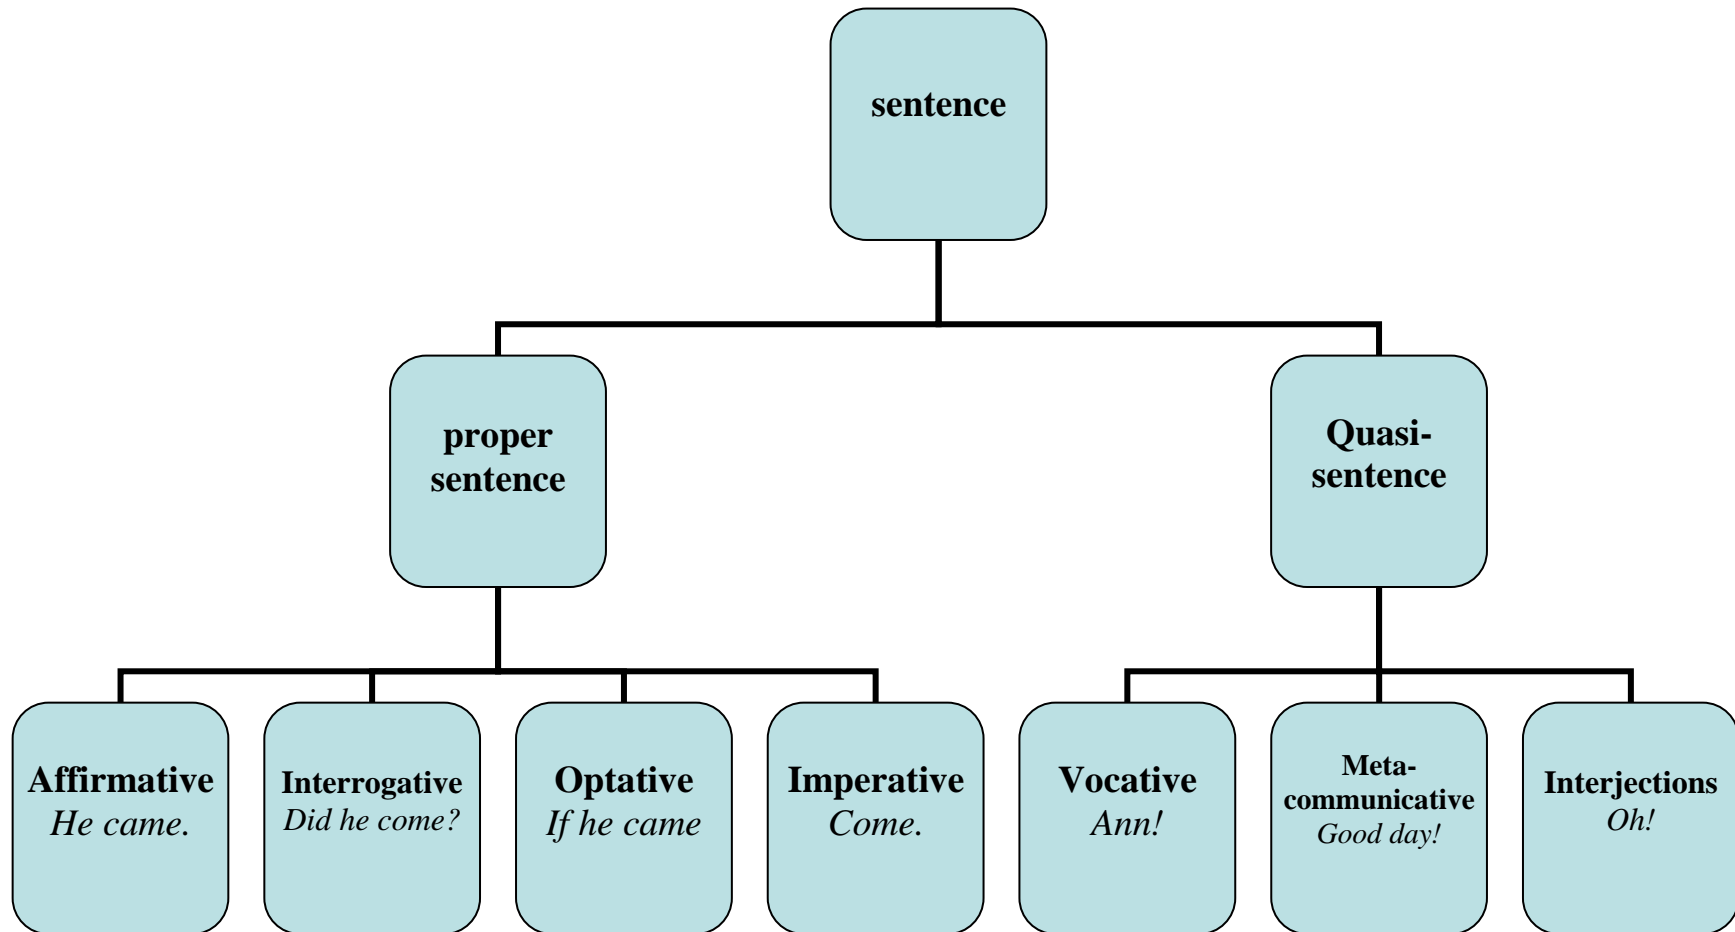 sentence
proper
sentence
Quasi-
sentence
Affirmative
He came.
Interrogative
Did he come?
Optative
If he came
Imperative
Come.
Vocative
Ann!
Meta-
communicative
Good day!
Interjections
Oh!